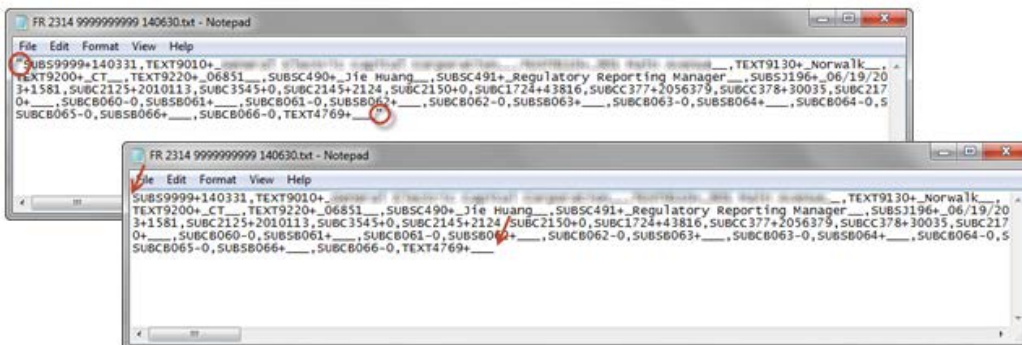 FR 2314 9999999999 140630.txt - Notepad
File Edit Format View Help
"SUBS9999+140331,TEXT9010+_ __,TEXT9130+_Norwalk__,
TEXT9200+_CT__,TEXT9220+_06851__,SUBSC490+_Jie Huang__,SUBSC491+_Regulatory Reporting Manager__,SUBSJ196+_06/19/20
3+1581,SUBC2125+2010113,SUBC3545+0,SUBC2145+2124,SUBC2150+0,SUBC1724+43816,SUBCC377+2056379,SUBCC378+30035,SUBC217
0+___,SUBCB060-0,SUBSB061+___,SUBCB061-0,SUBSB062+___,SUBCB062-0,SUBSB063+___,SUBCB063-0,SUBSB064+___,SUBCB064-0,S
SUBCB065-0,SUBSB066+___,SUBCB066-0,TEXT4769+___"
FR 2314 9999999999 140630.txt - Notepad
File Edit Format View Help
SUBS9999+140331,TEXT9010+_ __,TEXT9130+_Norwalk__,
TEXT9200+_CT__,TEXT9220+_06851__,SUBSC490+_Jie Huang__,SUBSC491+_Regulatory Reporting Manager__,SUBSJ196+_06/19/20
3+1581,SUBC2125+2010113,SUBC3545+0,SUBC2145+2124,SUBC2150+0,SUBC1724+43816,SUBCC377+2056379,SUBCC378+30035,SUBC217
0+___,SUBCB060-0,SUBSB061+___,SUBCB061-0,SUBSB062+___,SUBCB062-0,SUBSB063+___,SUBCB063-0,SUBSB064+___,SUBCB064-0,S
SUBCB065-0,SUBSB066+___,SUBCB066-0,TEXT4769+___